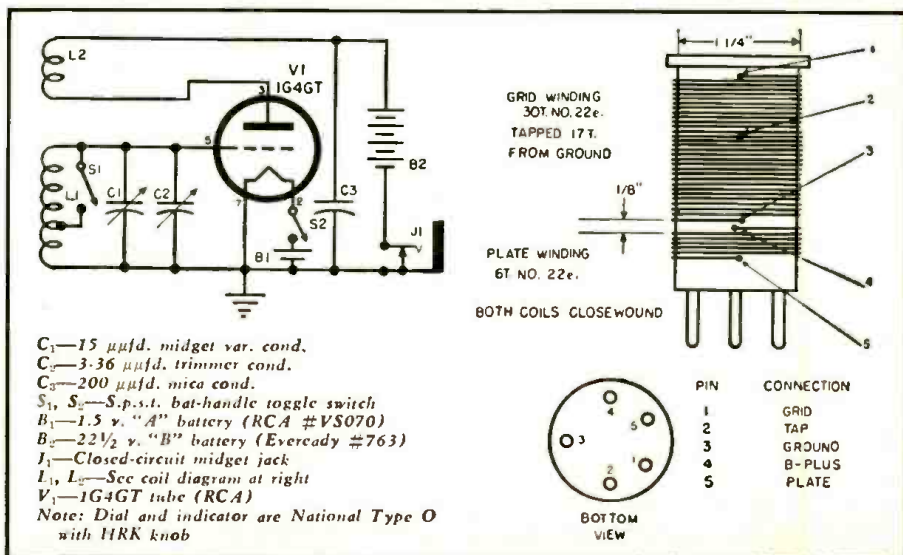 L2
V1
1G4GT
3
5
7
2
S1
L1
C1
C2
S2
B1
C3
B2
J1
C₁—15 μμfd. midget var. cond.
C₂—3-36 μμfd. trimmer cond.
C₃—200 μμfd. mica cond.
S₁, S₂—S.p.s.t. bat-handle toggle switch
B₁—1.5 v. "A" battery (RCA #VS070)
B₂—22½ v. "B" battery (Eveready #763)
J₁—Closed-circuit midget jack
L₁, L₂—See coil diagram at right
V₁—1G4GT tube (RCA)
Note: Dial and indicator are National Type O
with HRK knob
1 1/4"
GRID WINDING
30T. NO. 22e.
TAPPED 17T.
FROM GROUND
1/8"
PLATE WINDING
6T. NO. 22e.
BOTH COILS CLOSEWOUND
1
2
3
4
5
4
5
3
1
2
BOTTOM
VIEW
PIN CONNECTION
1 GRID
2 TAP
3 GROUND
4 B-PLUS
5 PLATE